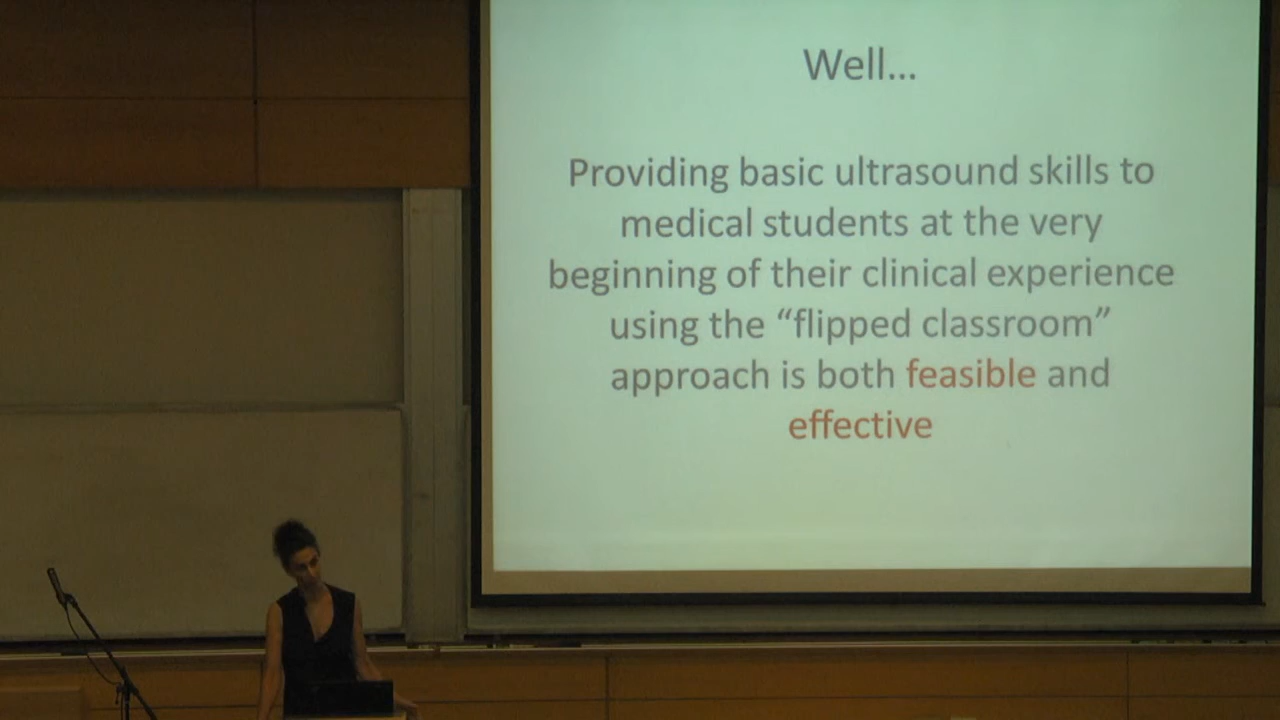 Well...
Providing basic ultrasound skills to
medical students at the very
beginning of their clinical experience
using the “flipped classroom”
approach is both feasible and
effective